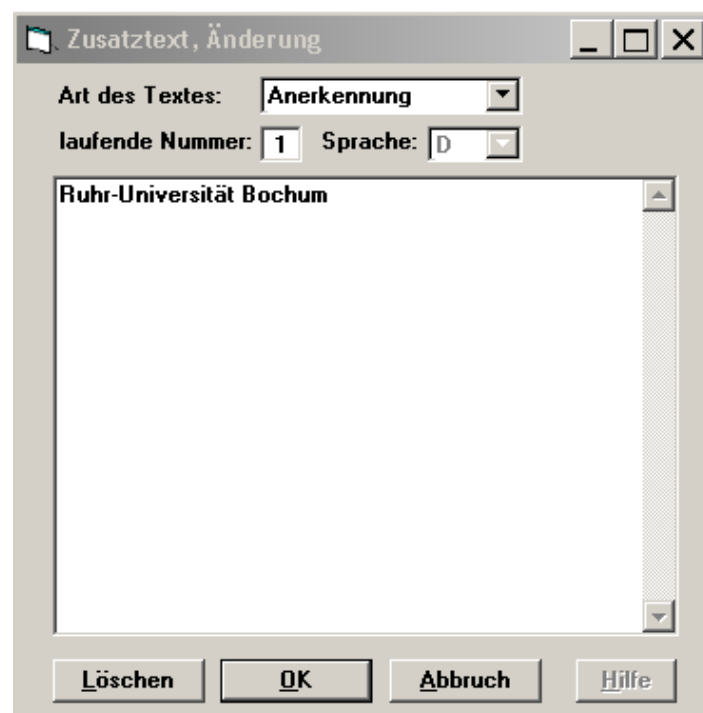 Zusatztext, Änderung
Art des Textes: Anerkennung
laufende Nummer: 1 Sprache: D
Ruhr-Universität Bochum
Löschen OK Abbruch Hilfe